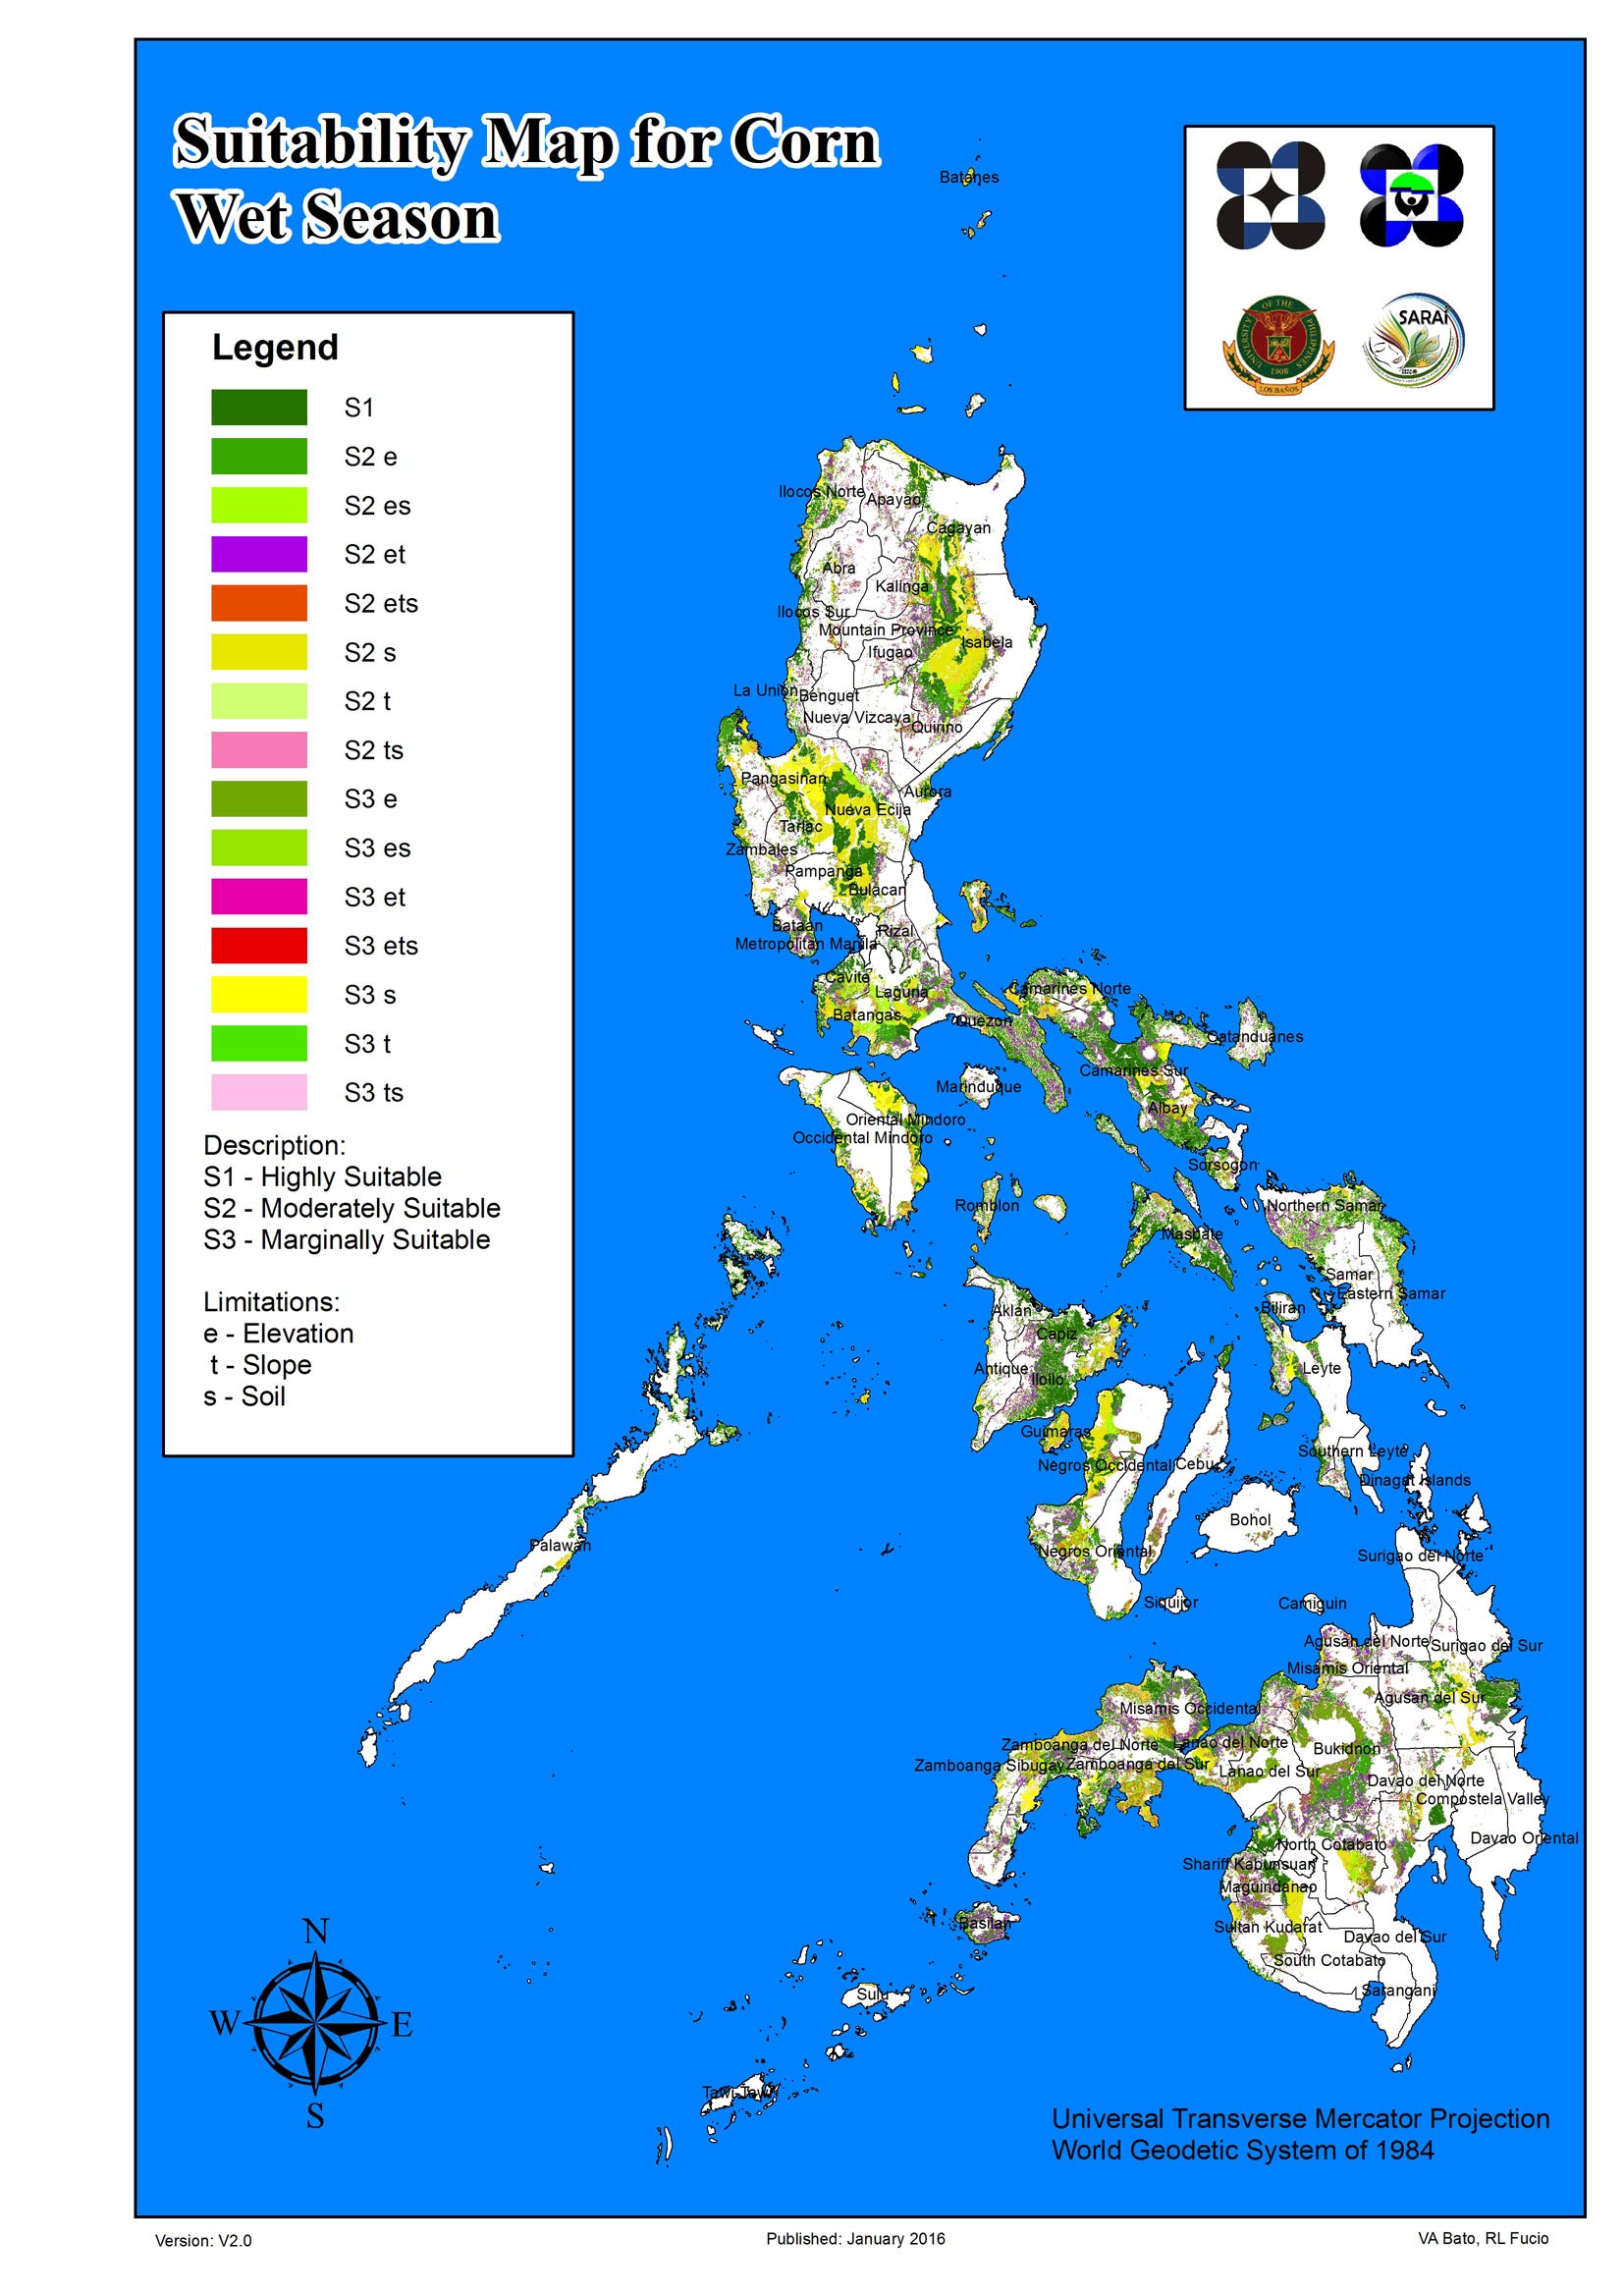 Suitability Map for Corn
Wet Season
Legend
S1
S2 e
S2 es
S2 et
S2 ets
S2 s
S2 t
S2 ts
S3 e
S3 es
S3 et
S3 ets
S3 s
S3 t
S3 ts
Description:
S1 - Highly Suitable
S2 - Moderately Suitable
S3 - Marginally Suitable
Limitations:
e - Elevation
t - Slope
s - Soil
UNIVERSITY OF THE PHILIPPINES
1908
LOS BAÑOS
SARAi
Batanes
Ilocos Norte
Apayao
Cagayan
Abra
Kalinga
Ilocos Sur
Mountain Province
Isabela
Ifugao
La Union
Benguet
Nueva Vizcaya
Quirino
Pangasinan
Aurora
Nueva Ecija
Tarlac
Zambales
Pampanga
Bulacan
Bataan
Rizal
Metropolitan Manila
Cavite
Laguna
Camarines Norte
Batangas
Quezon
Catanduanes
Camarines Sur
Marinduque
Albay
Oriental Mindoro
Occidental Mindoro
Sorsogon
Romblon
Northern Samar
Masbate
Samar
Eastern Samar
Biliran
Aklan
Capiz
Antique
Iloilo
Leyte
Guimaras
Southern Leyte
Negros Occidental
Cebu
Dinagat Islands
Bohol
Palawan
Negros Oriental
Surigao del Norte
Siquijor
Camiguin
Agusan del Norte
Surigao del Sur
Misamis Oriental
Agusan del Sur
Misamis Occidental
Zamboanga del Norte
Lanao del Norte
Bukidnon
Zamboanga Sibugay
Zamboanga del Sur
Lanao del Sur
Davao del Norte
Compostela Valley
Davao Oriental
North Cotabato
Shariff Kabunsuan
Maguindanao
Basilan
Sultan Kudarat
Davao del Sur
South Cotabato
Sarangani
Sulu
Tawi-Tawi
N
W
E
S
Universal Transverse Mercator Projection
World Geodetic System of 1984
Version: V2.0
Published: January 2016
VA Bato, RL Fucio